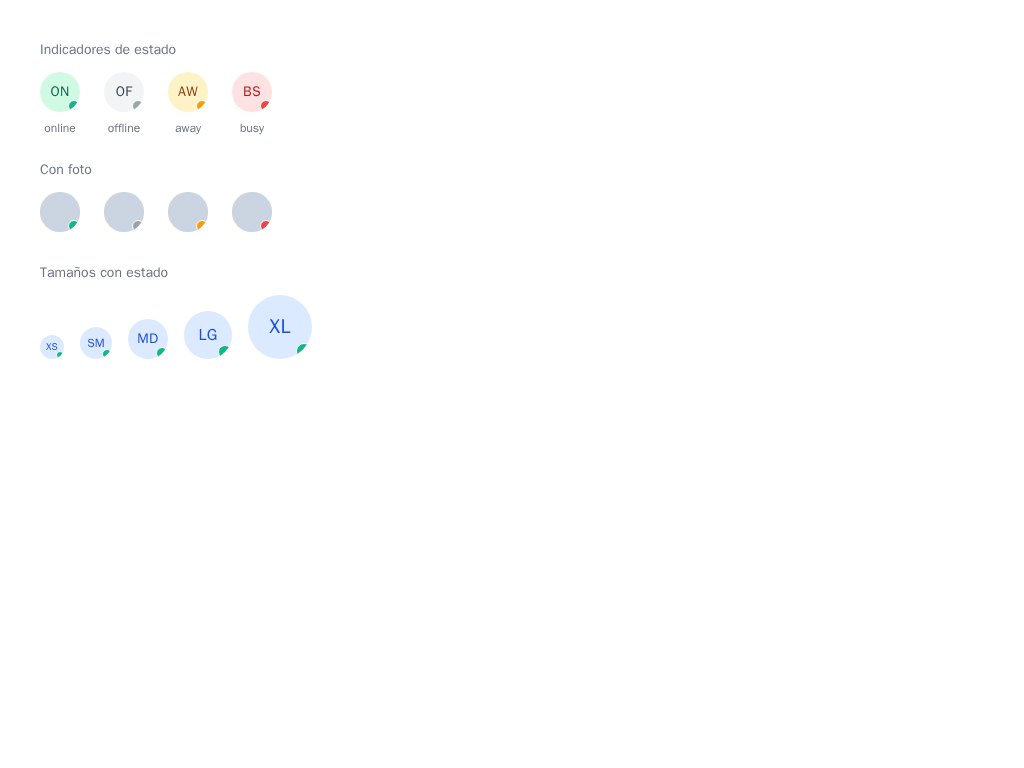 Indicadores de estado
ON OF AW BS
online offline away busy
Con foto
Tamaños con estado
XS SM MD LG XL